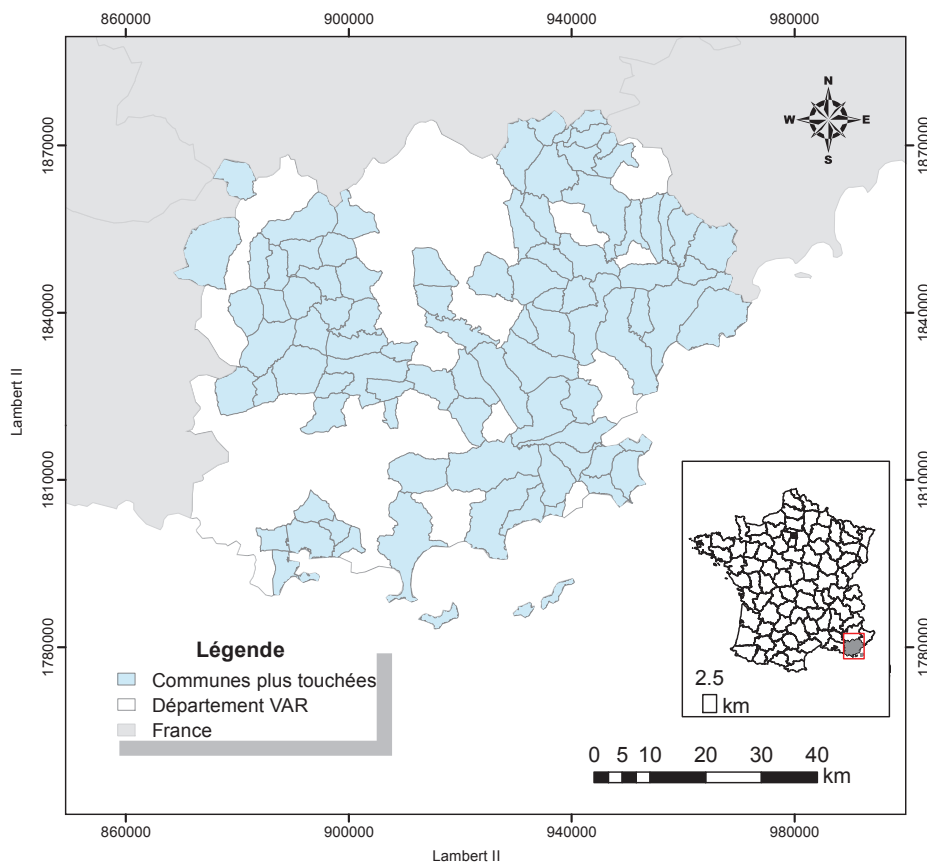 860000 900000 940000 980000
N
W E
S
1870000 1870000
1840000 1840000
Lambert II
1810000 1810000
1780000 1780000
Légende
Communes plus touchées
Département VAR
France
2.5
km
0 5 10 20 30 40
km
860000 900000 940000 980000
Lambert II